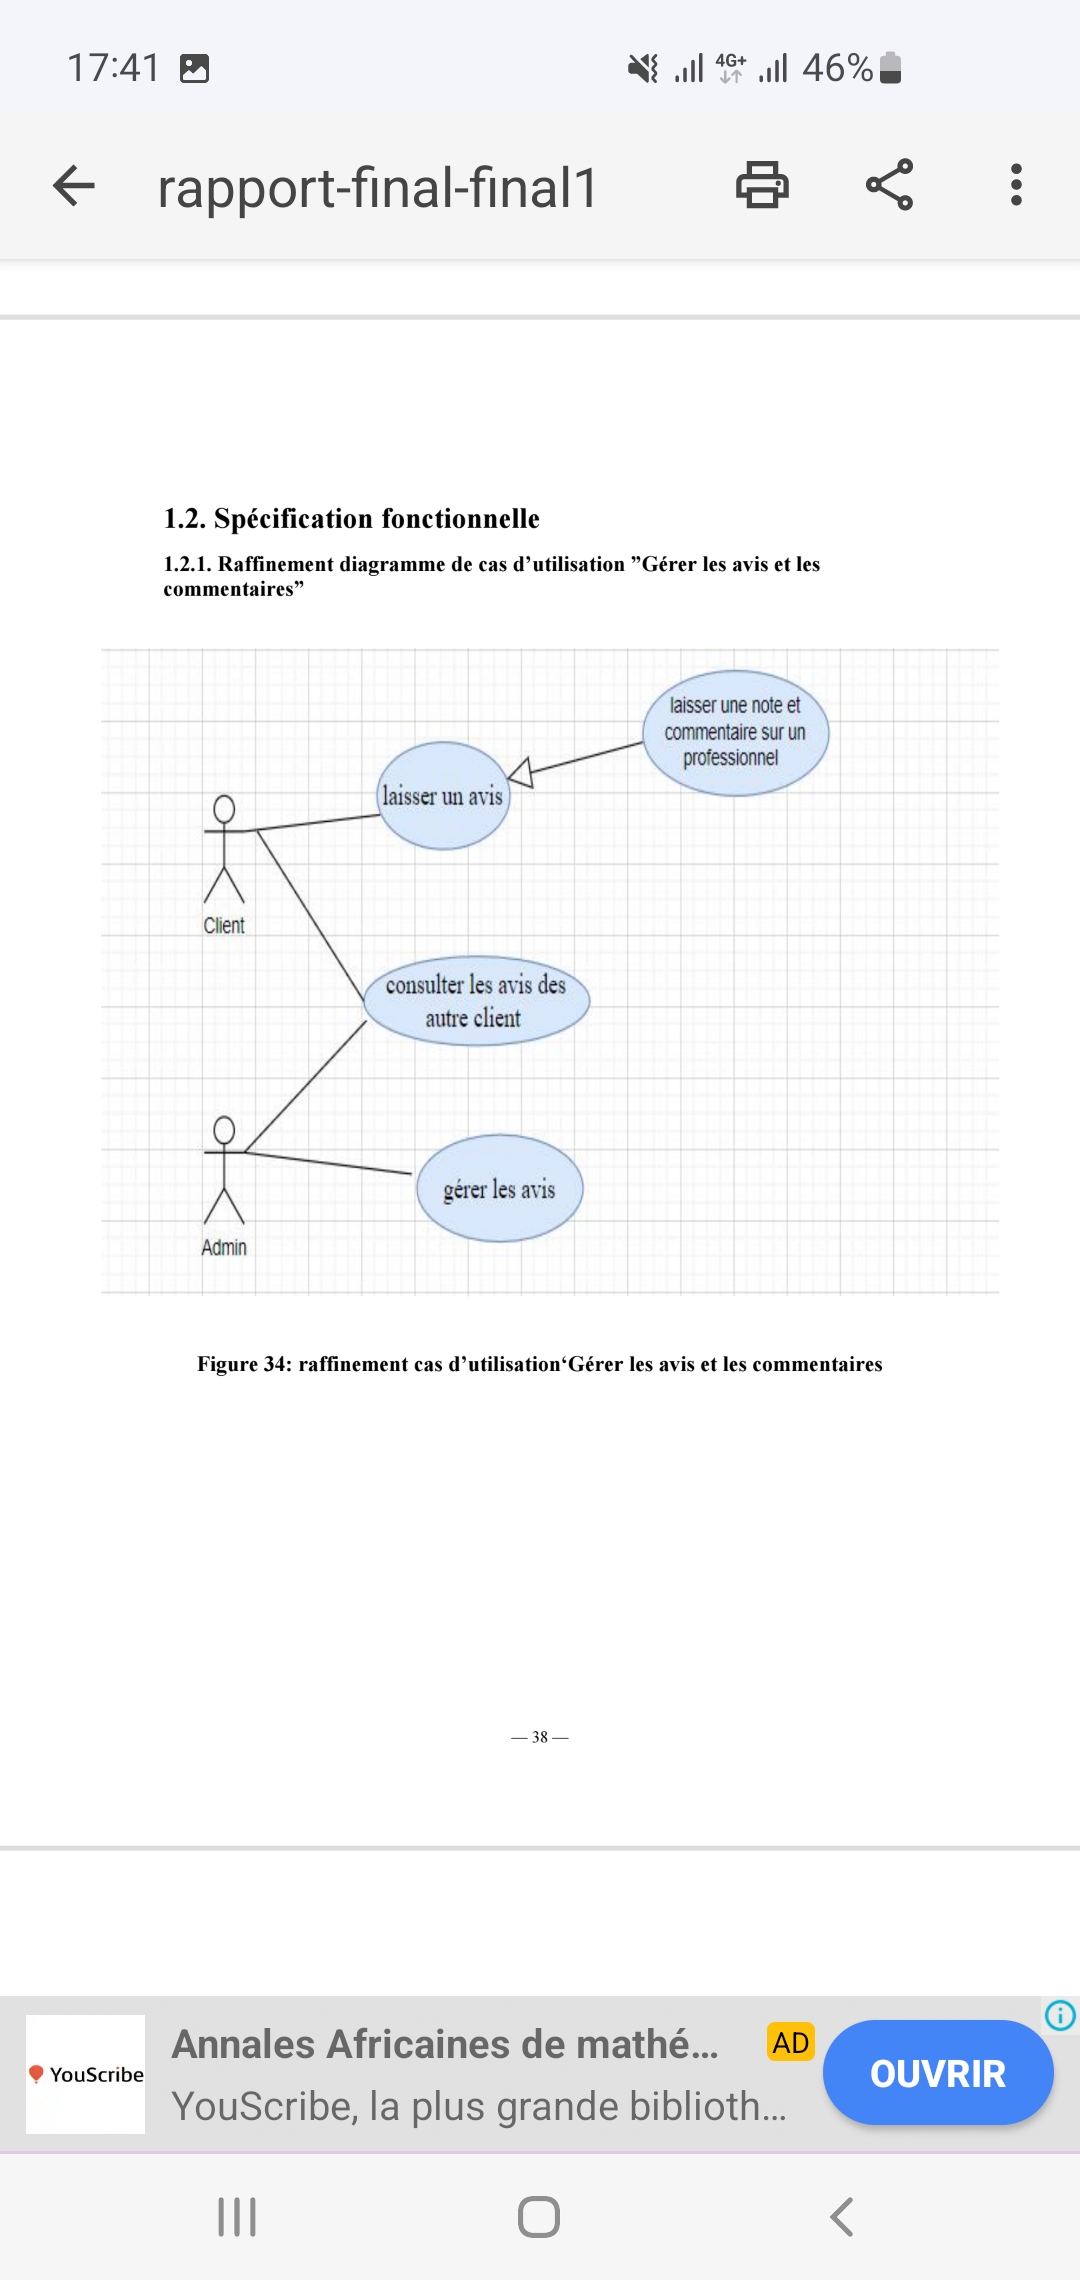 17:41
4G+
46%
rapport-final-final1
1.2. Spécification fonctionnelle
1.2.1. Raffinement diagramme de cas d’utilisation ”Gérer les avis et les
commentaires”
laisser une note et
commentaire sur un
professionnel
laisser un avis
Client
consulter les avis des
autre client
gérer les avis
Admin
Figure 34: raffinement cas d’utilisation‘Gérer les avis et les commentaires
— 38 —
YouScribe
Annales Africaines de mathé...
AD
YouScribe, la plus grande biblioth...
OUVRIR